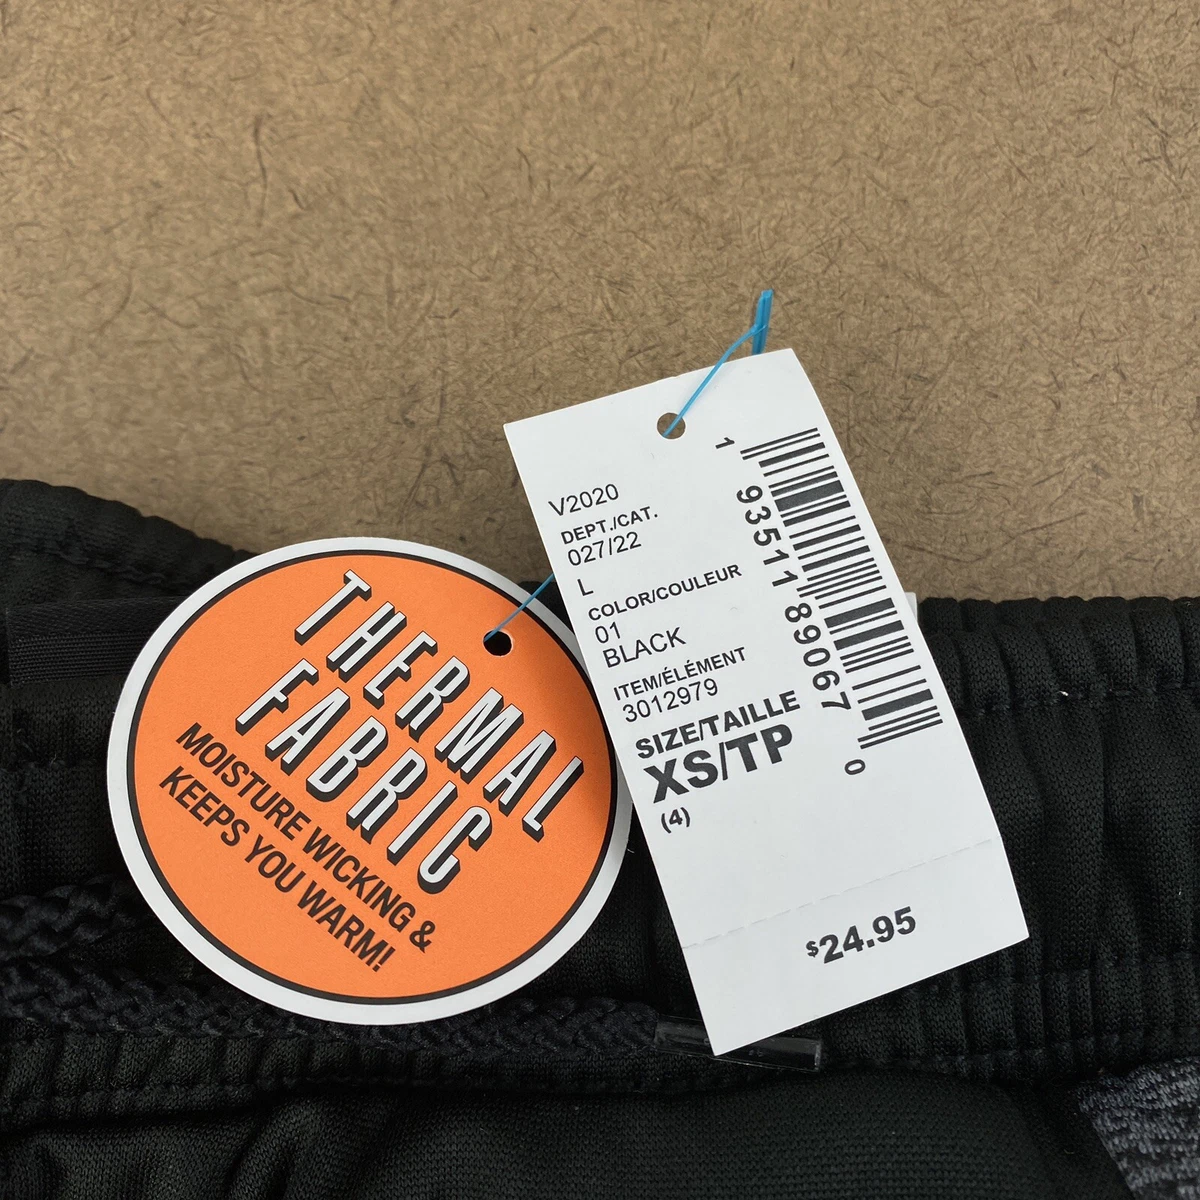 THERMAL
FABRIC
MOISTURE WICKING &
KEEPS YOU WARM!
V2020
DEPT./CAT.
027/22
L
COLOR/COULEUR
01
BLACK
ITEM/ÉLÉMENT
3012979
SIZE/TAILLE
XS/TP
(4)
1 93511 89067 0
$24.95